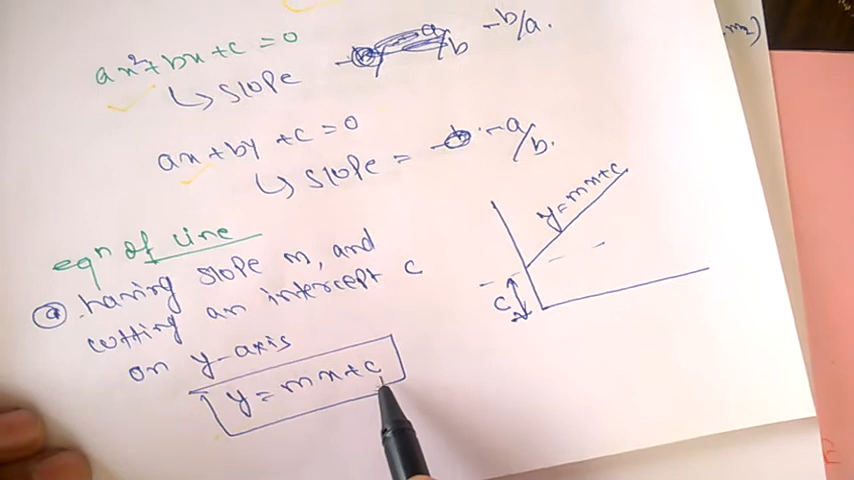 ax²+bx+c=0
↳ slope -b/a.
ax+by+c=0
↳ slope = -a/b.
eqn of line
ⓐ having slope m, and
cutting an intercept c
on y-axis
y=mx+c
y=mx+c
c
m₂)